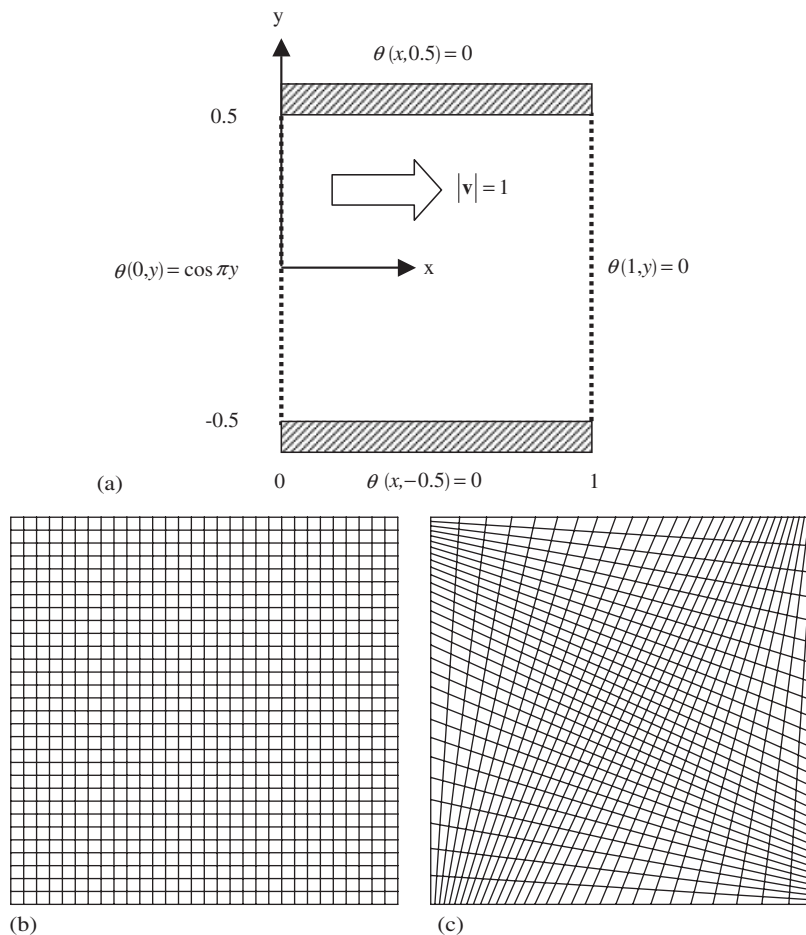 y
θ (x,0.5) = 0
0.5
|v| = 1
θ(0,y) = cos πy
x
θ(1,y) = 0
-0.5
(a)
0
θ (x,−0.5) = 0
1
(b)
(c)